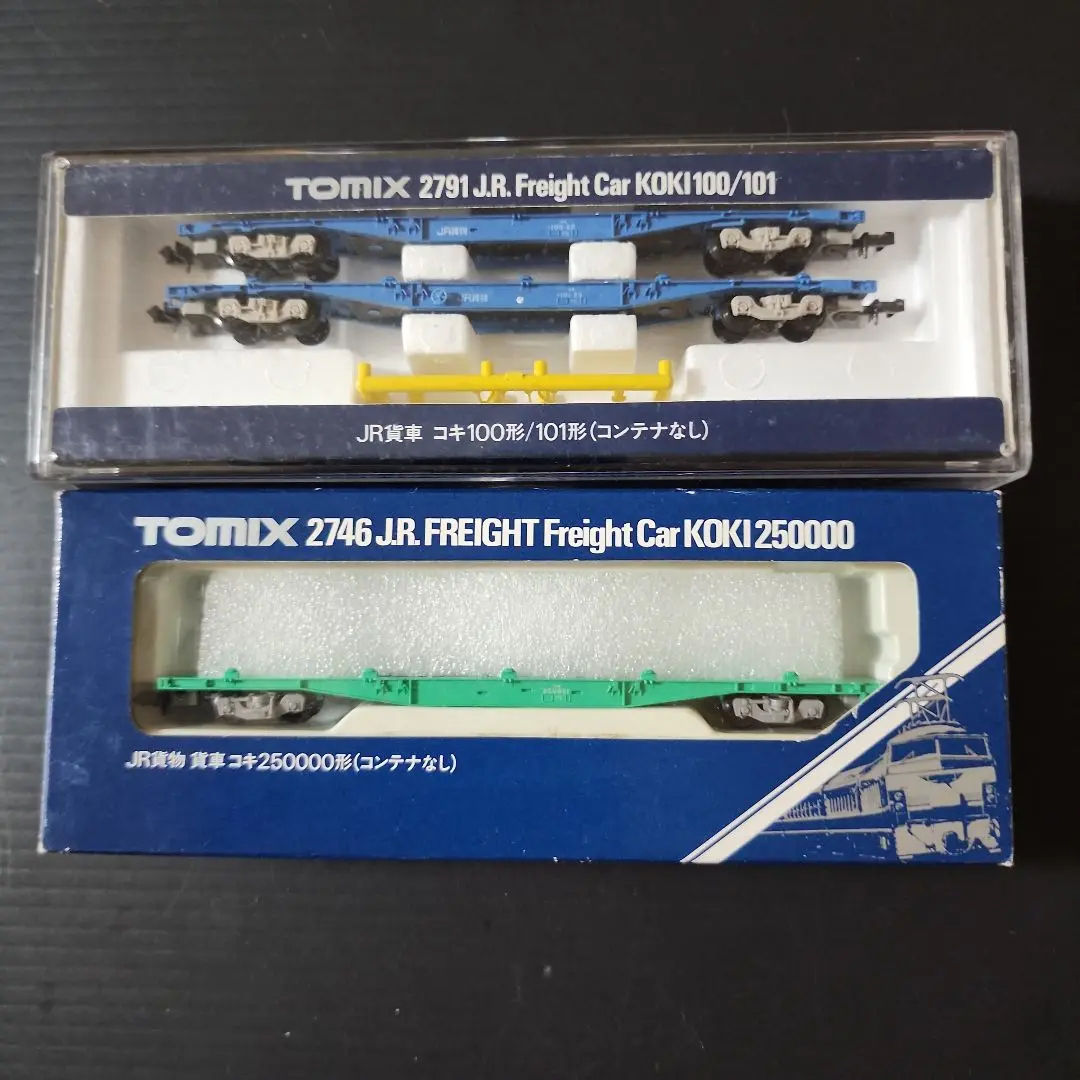 TOMIX 2791 J.R. Freight Car KOKI100/101
JR貨車 コキ100形/101形(コンテナなし)
TOMIX 2746 J.R. FREIGHT Freight Car KOKI 250000
JR貨物 貨車コキ250000形(コンテナなし)